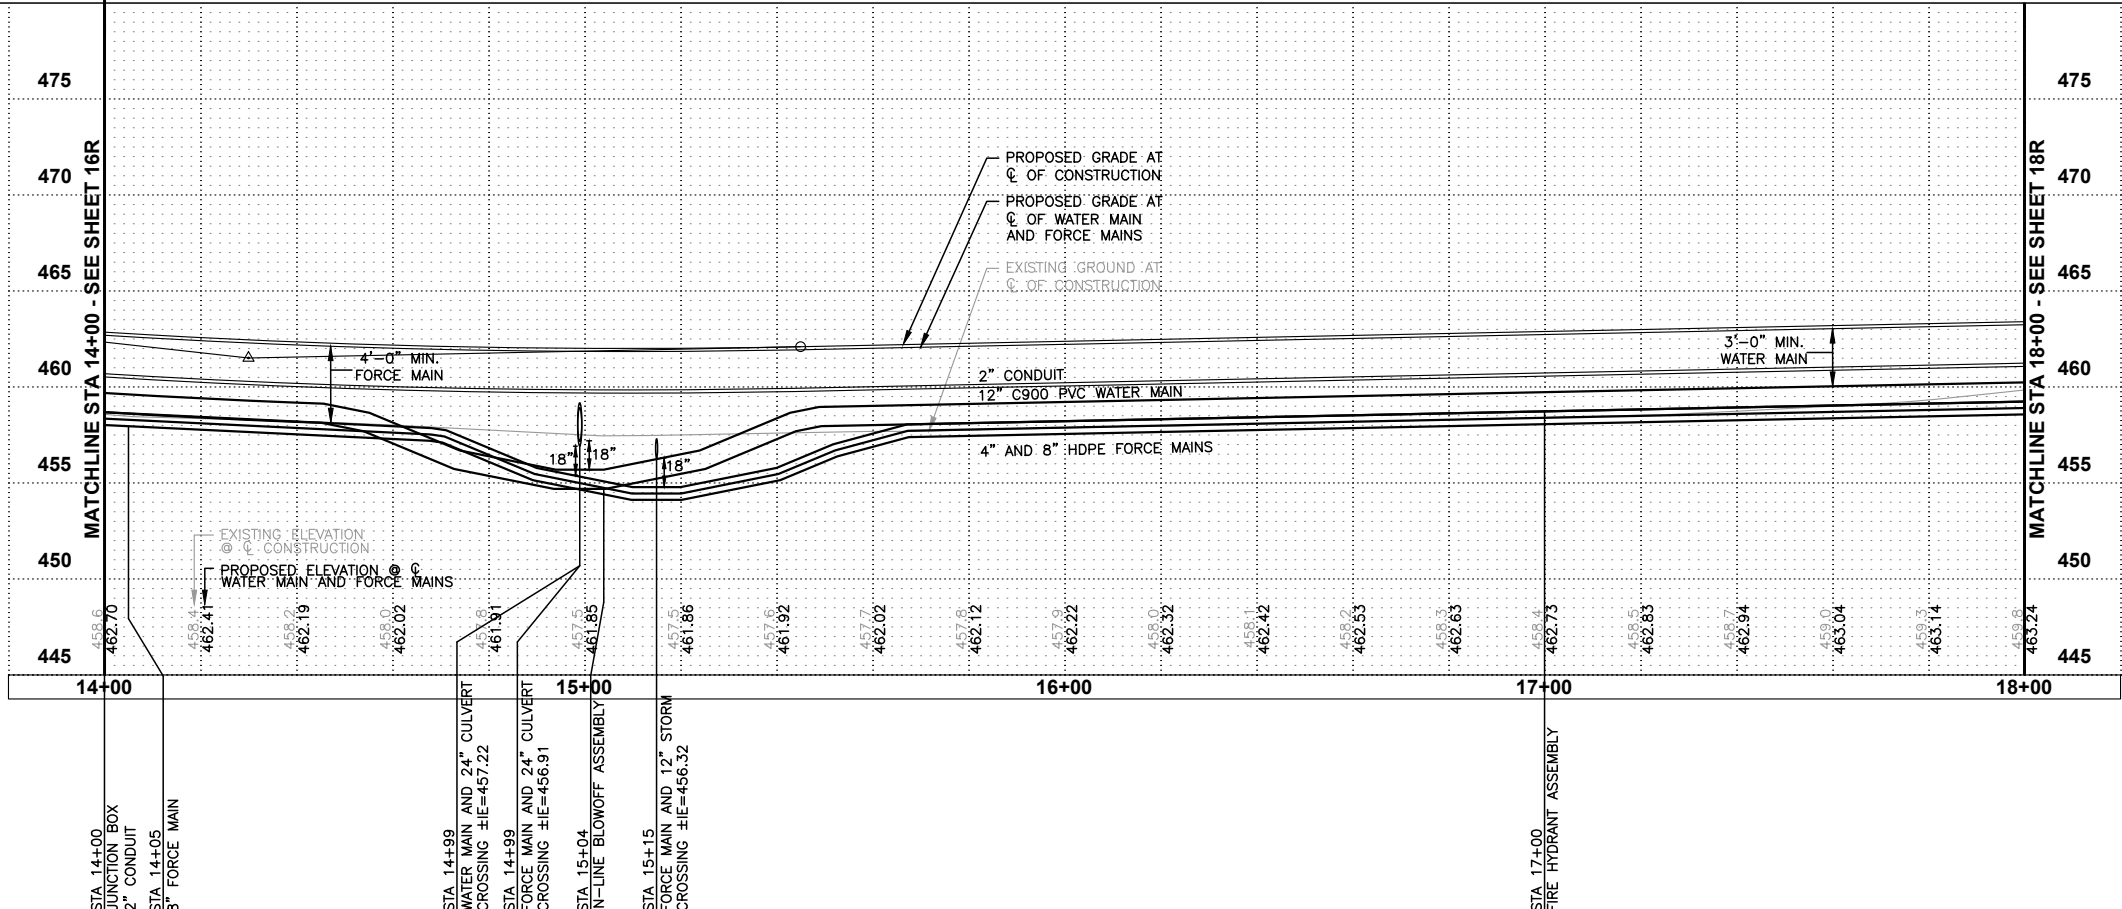 475
470
465
460
455
450
445
MATCHLINE STA 14+00 - SEE SHEET 16R
475
470
465
460
455
450
445
MATCHLINE STA 18+00 - SEE SHEET 18R
PROPOSED GRADE AT
℄ OF CONSTRUCTION
PROPOSED GRADE AT
℄ OF WATER MAIN
AND FORCE MAINS
EXISTING GROUND AT
℄ OF CONSTRUCTION
4'-0" MIN.
FORCE MAIN
3'-0" MIN.
WATER MAIN
2" CONDUIT
12" C900 PVC WATER MAIN
4" AND 8" HDPE FORCE MAINS
18"
18"
18"
EXISTING ELEVATION
@ ℄ CONSTRUCTION
PROPOSED ELEVATION @ ℄
WATER MAIN AND FORCE MAINS
458.6
462.70
458.4
462.41
458.2
462.19
458.0
462.02
457.8
461.91
457.5
461.85
457.5
461.86
457.6
461.92
457.7
462.02
457.8
462.12
457.9
462.22
458.0
462.32
458.1
462.42
458.2
462.53
458.3
462.63
458.4
462.73
458.5
462.83
458.7
462.94
459.0
463.04
459.3
463.14
459.8
463.24
14+00
15+00
16+00
17+00
18+00
STA 14+00
JUNCTION BOX
2" CONDUIT
STA 14+05
8" FORCE MAIN
STA 14+99
WATER MAIN AND 24" CULVERT
CROSSING ±IE=457.22
STA 14+99
FORCE MAIN AND 24" CULVERT
CROSSING ±IE=456.91
STA 15+04
IN-LINE BLOWOFF ASSEMBLY
STA 15+15
FORCE MAIN AND 12" STORM
CROSSING ±IE=456.32
STA 17+00
FIRE HYDRANT ASSEMBLY